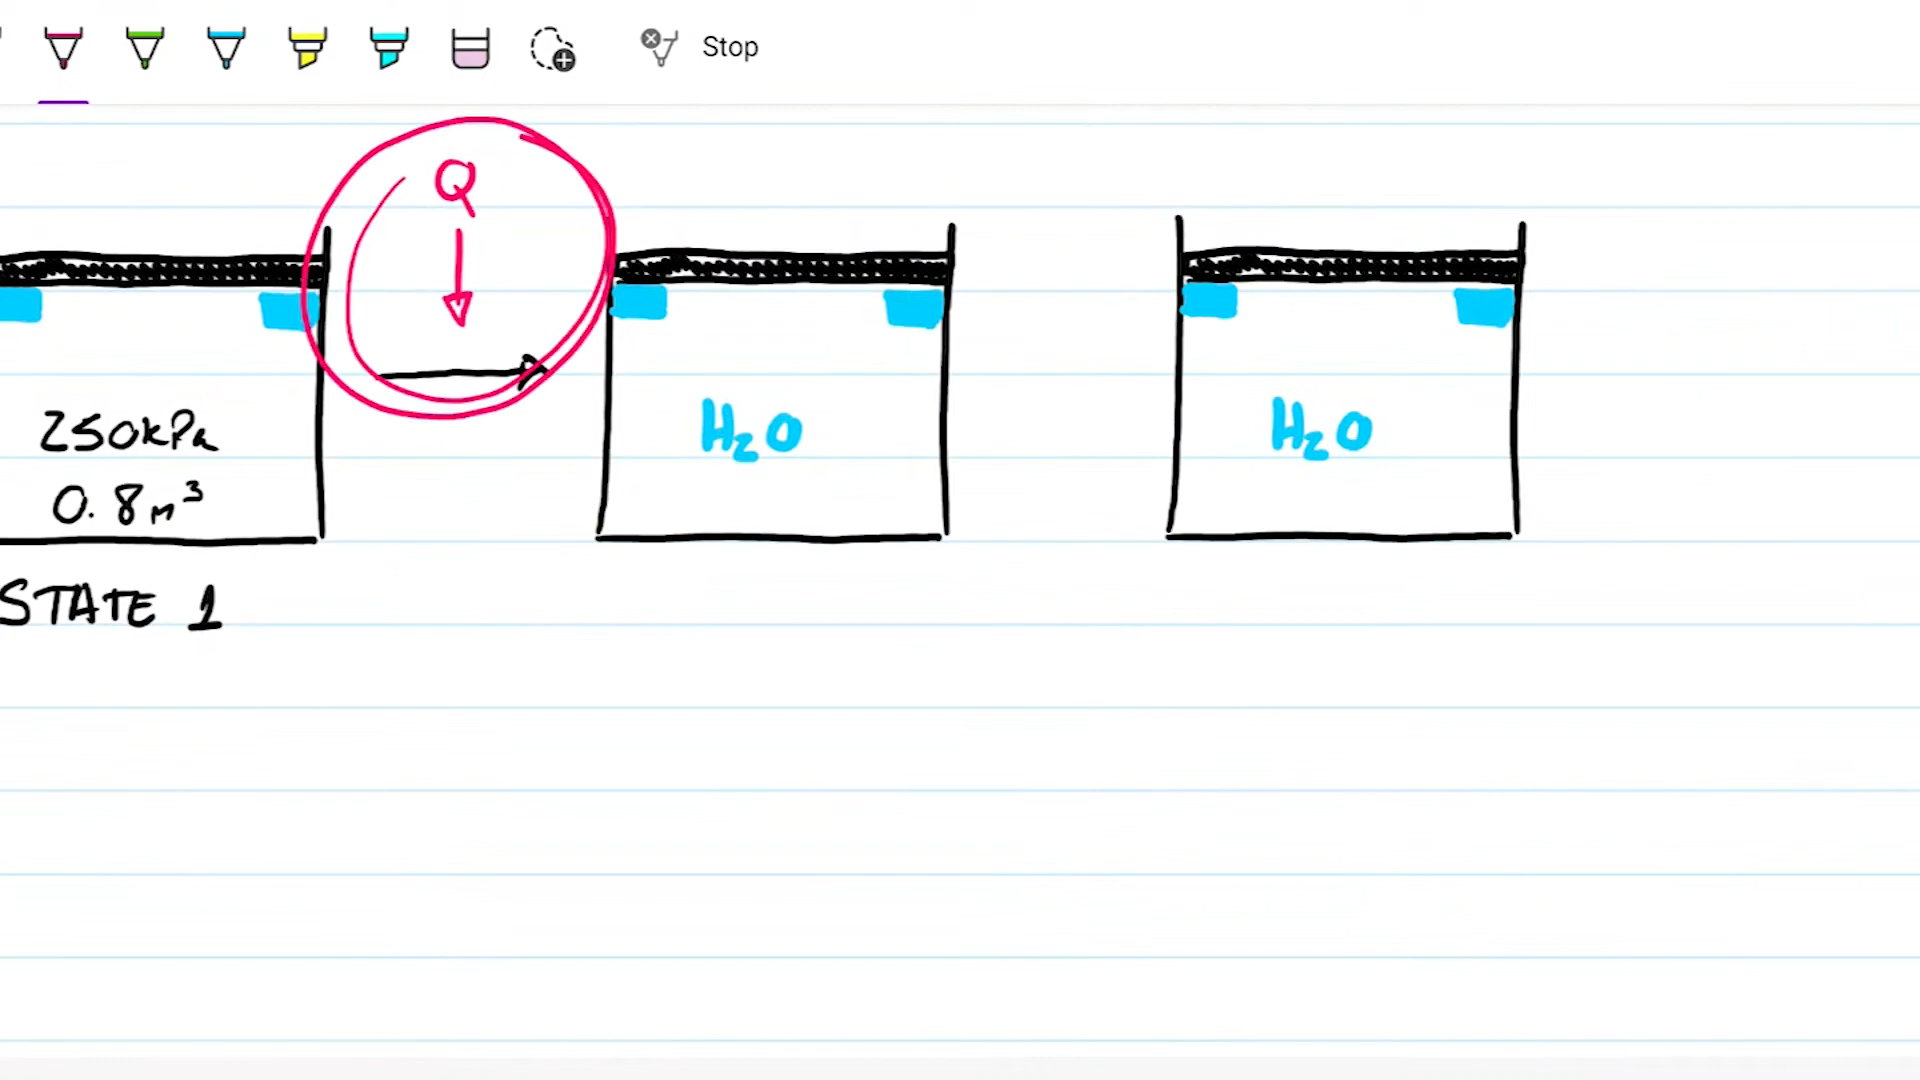 Stop
Q
250kPa
0.8m³
H₂O
H₂O
STATE 1